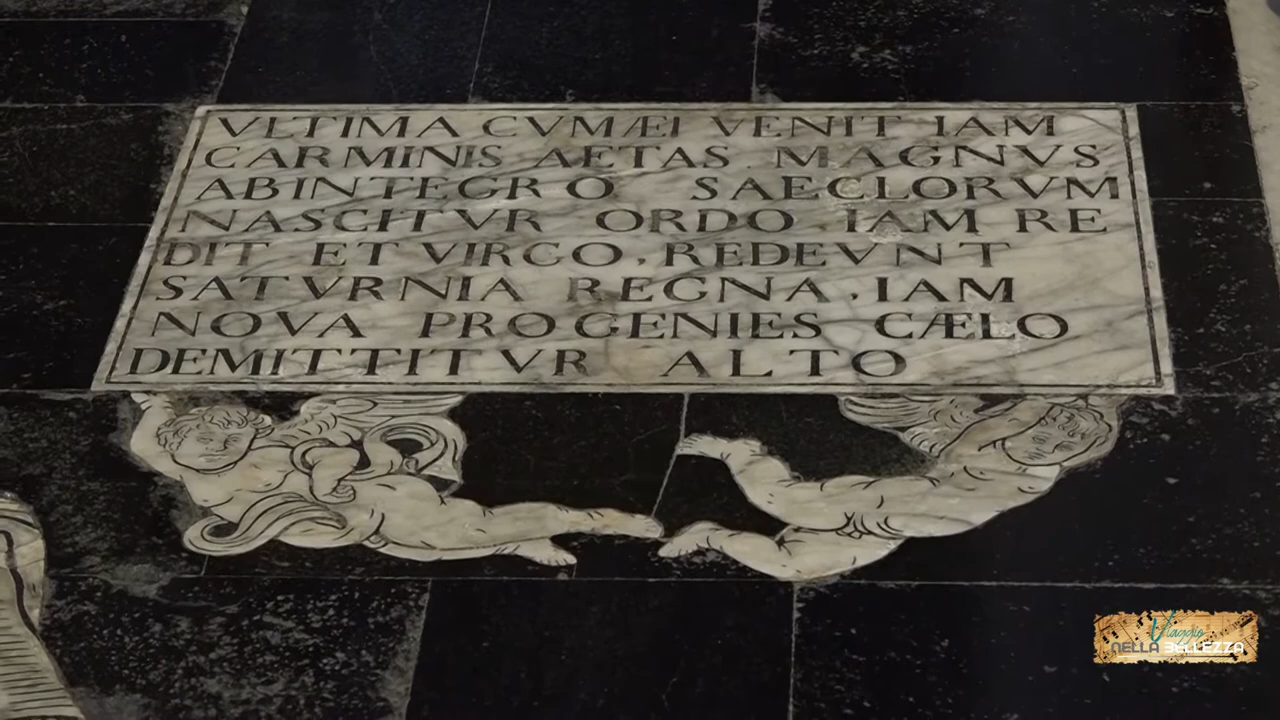 VLTIMA CVMÆI VENIT IAM
CARMINIS AETAS. MAGNVS
ABINTEGRO SAECLORVM
NASCITVR ORDO. IAM RE
DIT ET VIRGO. REDEVNT
SATVRNIA REGNA. IAM
NOVA PROGENIES CÆLO
DEMITTITVR ALTO
Viaggio
NELLA BELLEZZA